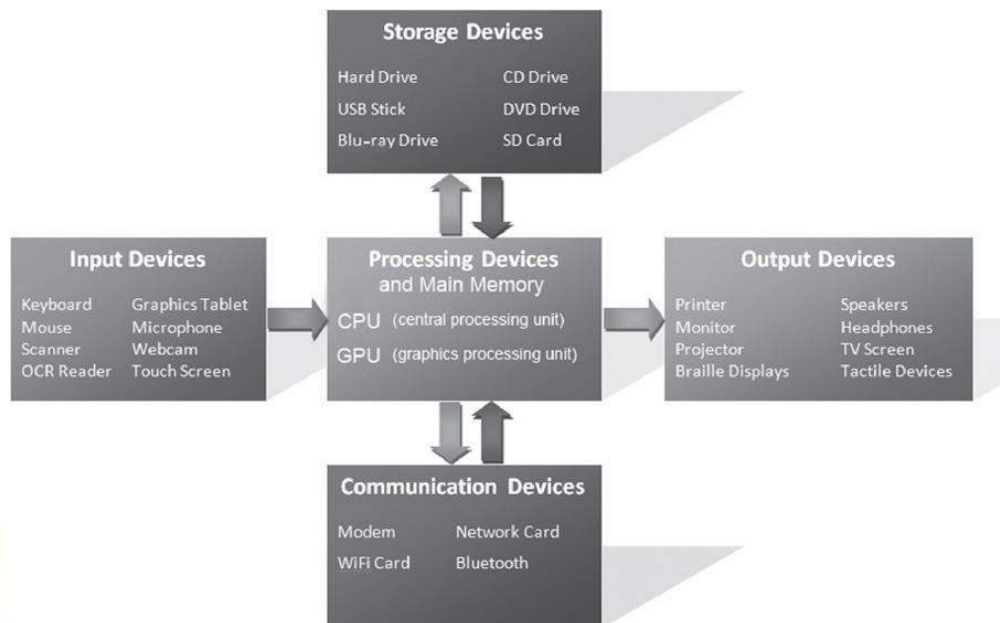 Storage Devices
Hard Drive CD Drive
USB Stick DVD Drive
Blu-ray Drive SD Card
Input Devices
Keyboard Graphics Tablet
Mouse Microphone
Scanner Webcam
OCR Reader Touch Screen
Processing Devices
and Main Memory
CPU (central processing unit)
GPU (graphics processing unit)
Output Devices
Printer Speakers
Monitor Headphones
Projector TV Screen
Braille Displays Tactile Devices
Communication Devices
Modem Network Card
WiFi Card Bluetooth